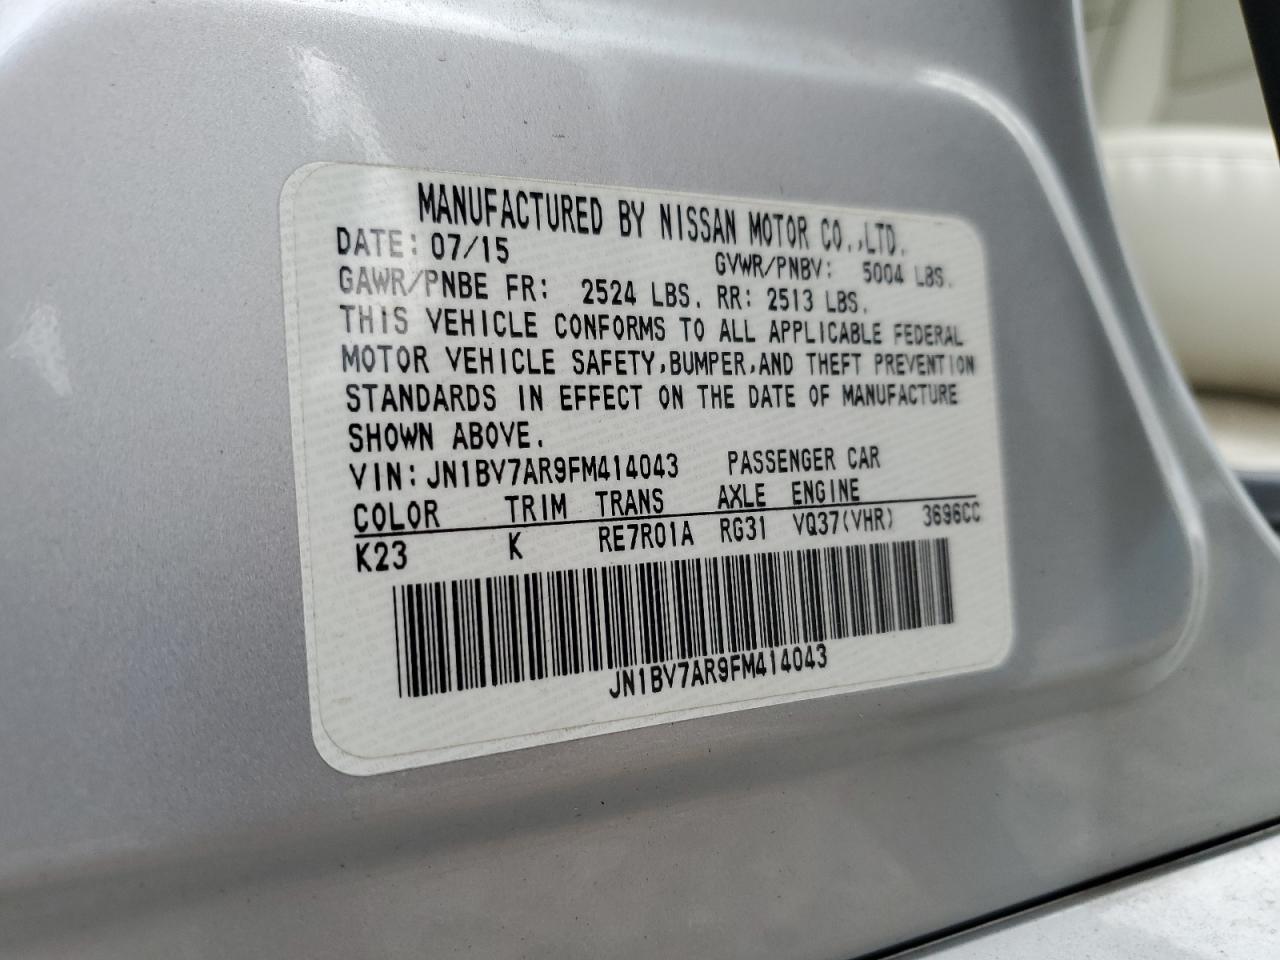 MANUFACTURED BY NISSAN MOTOR CO.,LTD.
DATE: 07/15 GVWR/PNBV: 5004 LBS.
GAWR/PNBE FR: 2524 LBS. RR: 2513 LBS.
THIS VEHICLE CONFORMS TO ALL APPLICABLE FEDERAL
MOTOR VEHICLE SAFETY,BUMPER,AND THEFT PREVENTION
STANDARDS IN EFFECT ON THE DATE OF MANUFACTURE
SHOWN ABOVE.
VIN: JN1BV7AR9FM414043 PASSENGER CAR
COLOR TRIM TRANS AXLE ENGINE
K23 K RE7R01A RG31 VQ37(VHR) 3696CC
JN1BV7AR9FM414043